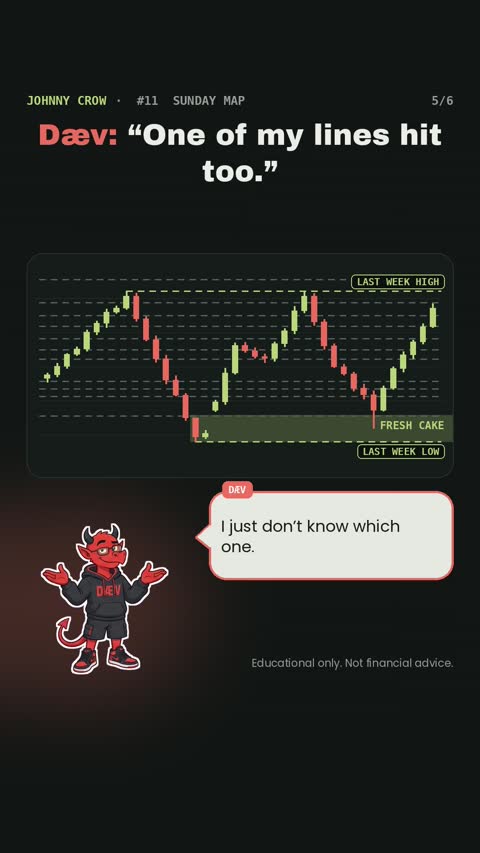 JOHNNY CROW · #11 SUNDAY MAP 5/6
Dæv: “One of my lines hit
too.”
LAST WEEK HIGH
FRESH CAKE
LAST WEEK LOW
DÆV
I just don’t know which
one.
DÆV
Educational only. Not financial advice.